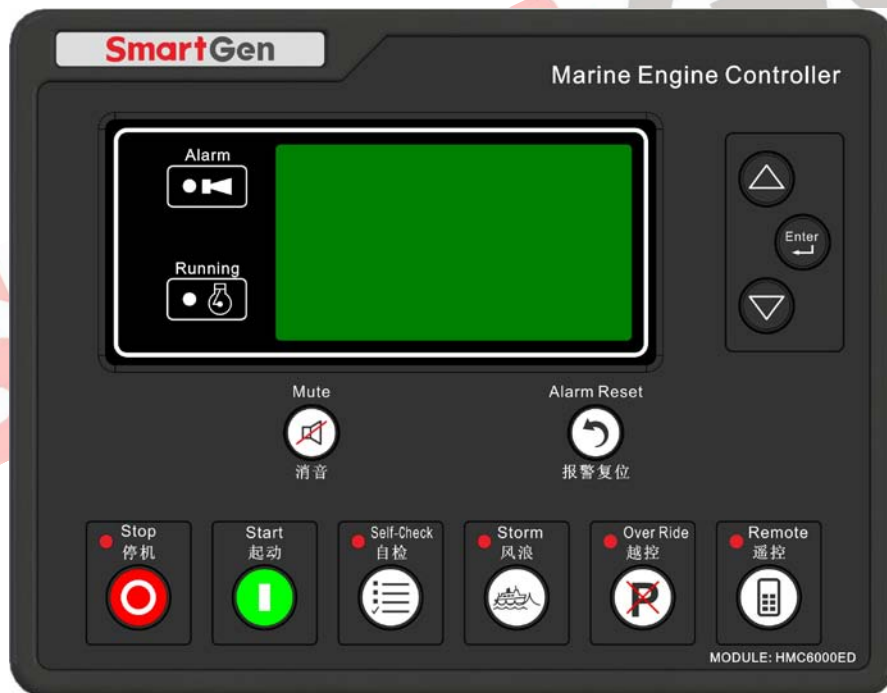 SmartGen
Marine Engine Controller
Alarm
Running
Enter
Mute
消音
Alarm Reset
报警复位
Stop
停机
Start
起动
Self-Check
自检
Storm
风浪
Over Ride
越控
Remote
遥控
MODULE: HMC6000ED